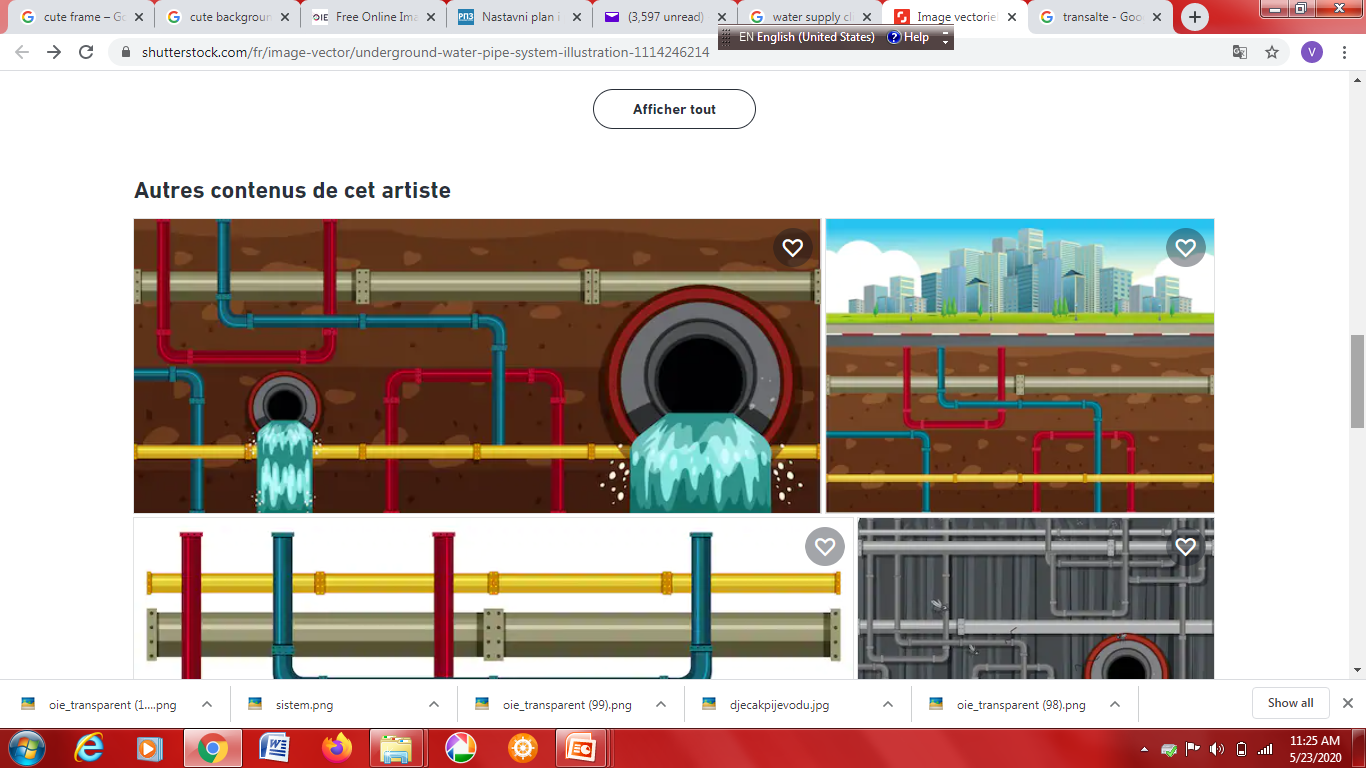 cute frame – Go
cute backgroun
Free Online Ima
Nastavni plan i
(3,597 unread)
water supply cl
Image vectoriel
transalte - Goo
EN English (United States) Help
shutterstock.com/fr/image-vector/underground-water-pipe-system-illustration-1114246214
V
Afficher tout
Autres contenus de cet artiste
oie_transparent (1....png
sistem.png
oie_transparent (99).png
djecakpijevodu.jpg
oie_transparent (98).png
Show all
11:25 AM
5/23/2020